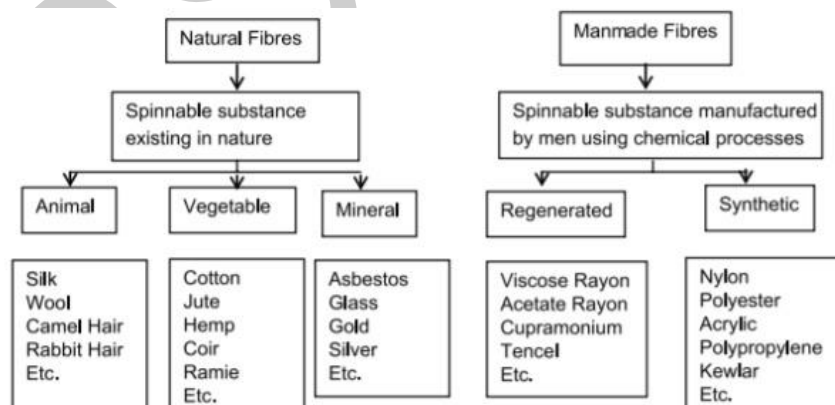 Natural Fibres
Spinnable substance
existing in nature
Animal
Vegetable
Mineral
Silk
Wool
Camel Hair
Rabbit Hair
Etc.
Cotton
Jute
Hemp
Coir
Ramie
Etc.
Asbestos
Glass
Gold
Silver
Etc.
Manmade Fibres
Spinnable substance manufactured
by men using chemical processes
Regenerated
Synthetic
Viscose Rayon
Acetate Rayon
Cupramonium
Tencel
Etc.
Nylon
Polyester
Acrylic
Polypropylene
Kewlar
Etc.